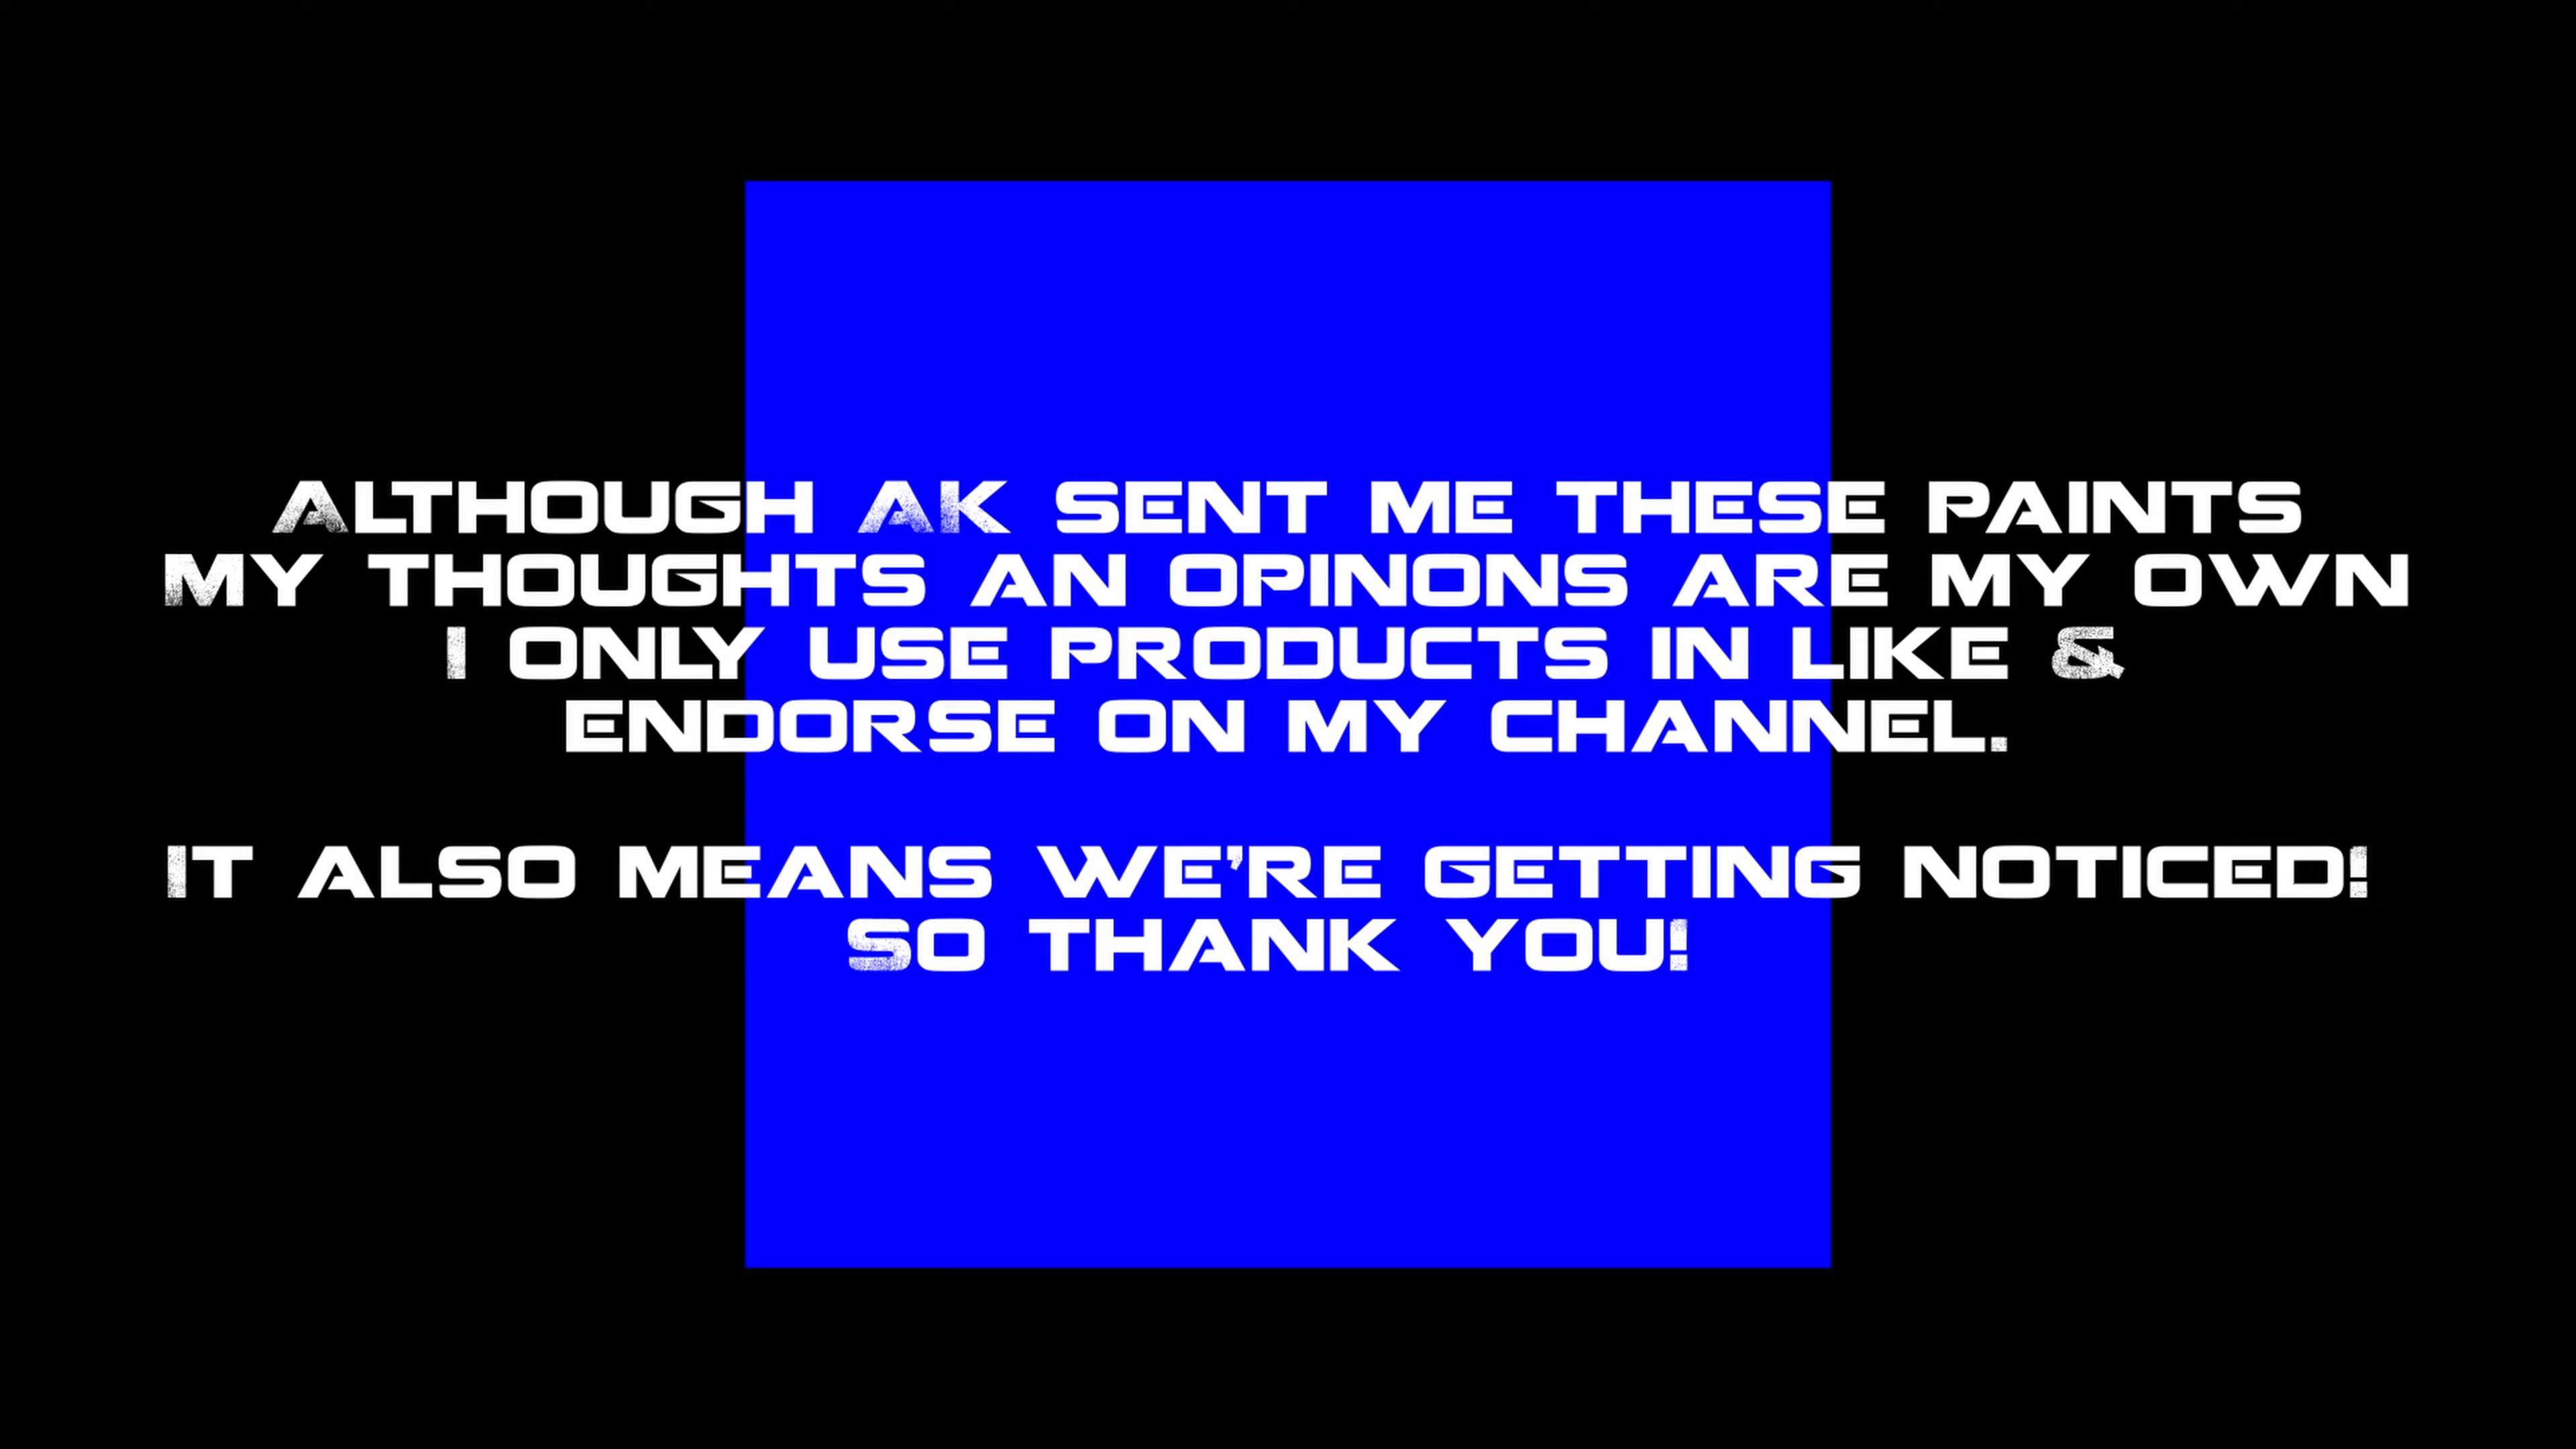 ALTHOUGH AK SENT ME THESE PAINTS
MY THOUGHTS AN OPINONS ARE MY OWN
I ONLY USE PRODUCTS IN LIKE &
ENDORSE ON MY CHANNEL.
IT ALSO MEANS WE'RE GETTING NOTICED!
SO THANK YOU!